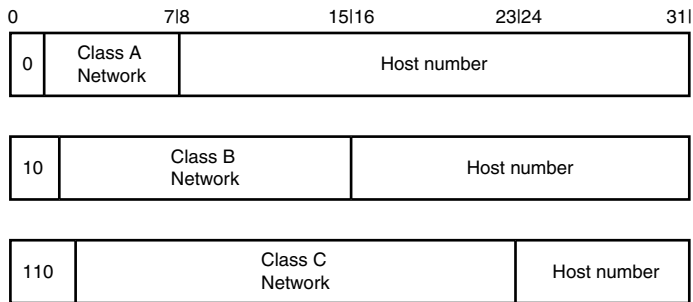 0 7|8 15|16 23|24 31|
0 Class A Host number
Network
10 Class B Host number
Network
110 Class C Host number
Network